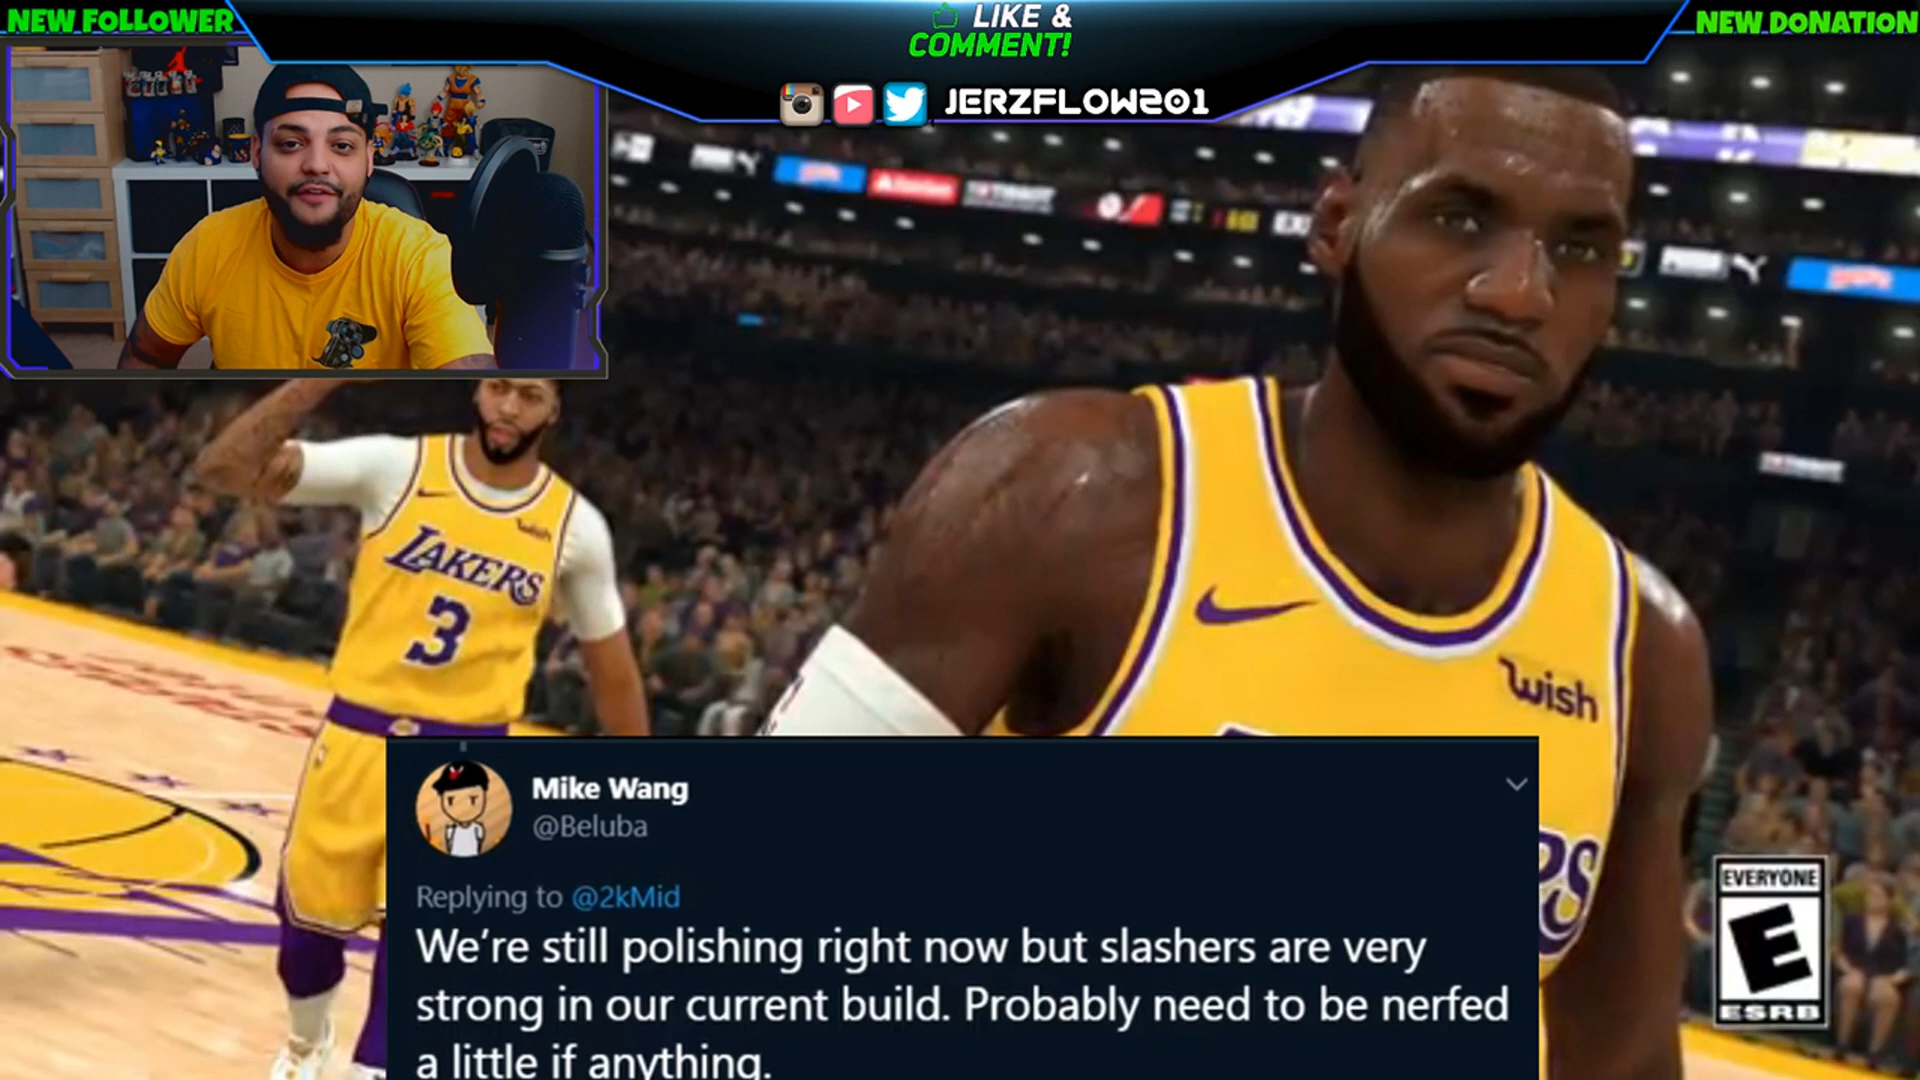 NEW FOLLOWER
LIKE &
COMMENT!
NEW DONATION
JERZFLOW201
wish
LAKERS
3
wish
Mike Wang
@Beluba
Replying to @2kMid
We're still polishing right now but slashers are very
strong in our current build. Probably need to be nerfed
a little if anything.
EVERYONE
E
ESRB